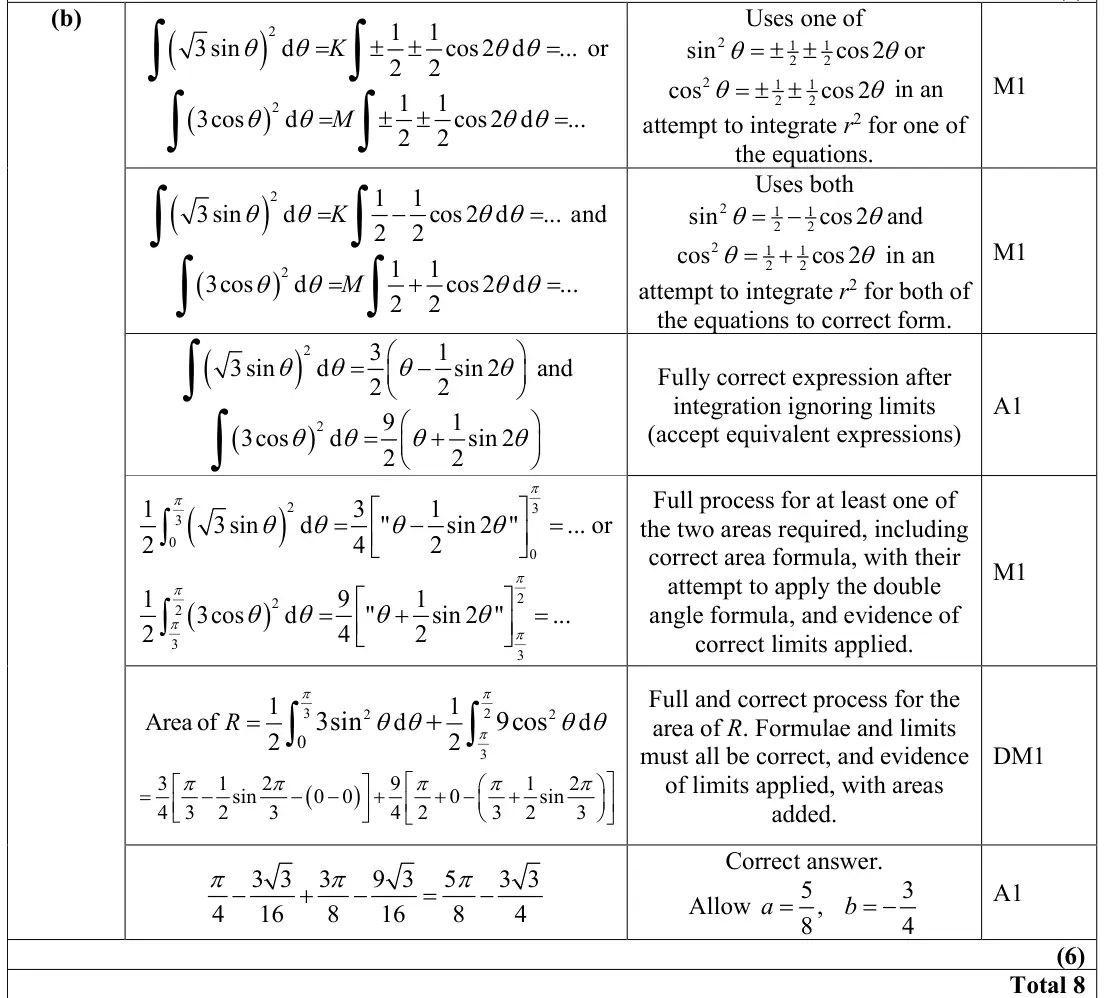 (b)
∫(√3 sin θ)² dθ =K∫ ± 1/2 ± 1/2 cos 2θ dθ =... or
∫(3cos θ)² dθ =M∫ ± 1/2 ± 1/2 cos 2θ dθ =...
Uses one of
sin² θ = ± 1/2 ± 1/2 cos 2θ or
cos² θ = ± 1/2 ± 1/2 cos 2θ in an
attempt to integrate r² for one of
the equations.
M1
∫(√3 sin θ)² dθ =K∫ 1/2 − 1/2 cos 2θ dθ =... and
∫(3cos θ)² dθ =M∫ 1/2 + 1/2 cos 2θ dθ =...
Uses both
sin² θ = 1/2 − 1/2 cos 2θ and
cos² θ = 1/2 + 1/2 cos 2θ in an
attempt to integrate r² for both of
the equations to correct form.
M1
∫(√3 sin θ)² dθ = 3/2 (θ − 1/2 sin 2θ) and
∫(3cos θ)² dθ = 9/2 (θ + 1/2 sin 2θ)
Fully correct expression after
integration ignoring limits
(accept equivalent expressions)
A1
1/2 ∫_0^{π/3} (√3 sin θ)² dθ = 3/4 ["θ − 1/2 sin 2θ"]_0^{π/3} = ... or
1/2 ∫_{π/3}^{π/2} (3cos θ)² dθ = 9/4 ["θ + 1/2 sin 2θ"]_{π/3}^{π/2} = ...
Full process for at least one of
the two areas required, including
correct area formula, with their
attempt to apply the double
angle formula, and evidence of
correct limits applied.
M1
Area of R = 1/2 ∫_0^{π/3} 3sin² θ dθ + 1/2 ∫_{π/3}^{π/2} 9cos² θ dθ
= 3/4 [π/3 − 1/2 sin 2π/3 − (0 − 0)] + 9/4 [π/2 + 0 − (π/3 + 1/2 sin 2π/3)]
Full and correct process for the
area of R. Formulae and limits
must all be correct, and evidence
of limits applied, with areas
added.
DM1
π/4 − 3√3/16 + 3π/8 − 9√3/16 = 5π/8 − 3√3/4
Correct answer.
Allow a = 5/8, b = − 3/4
A1
(6)
Total 8